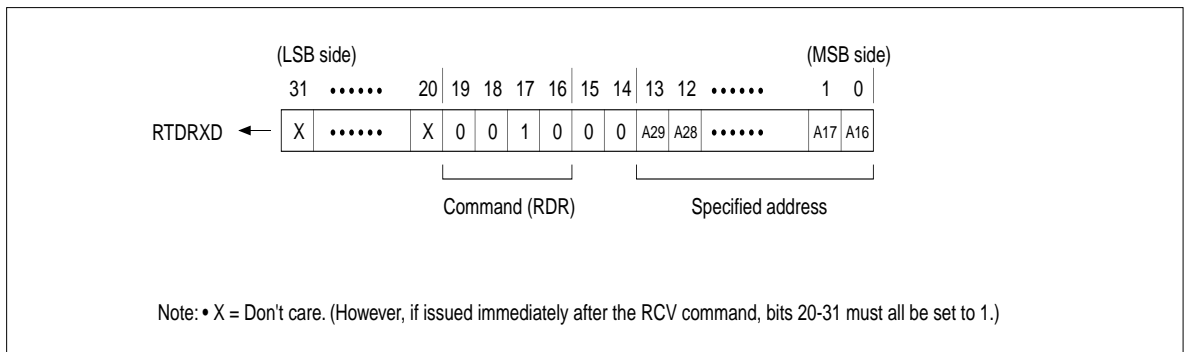 (LSB side) (MSB side)
31 •••••• 20 19 18 17 16 15 14 13 12 •••••• 1 0
RTDRXD X •••••• X 0 0 1 0 0 0 A29 A28 •••••• A17 A16
Command (RDR) Specified address
Note: • X = Don't care. (However, if issued immediately after the RCV command, bits 20-31 must all be set to 1.)